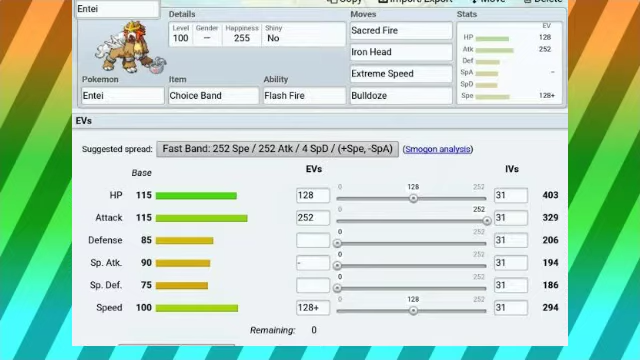 Copy Import/Export Move Delete
Entei
Details
Moves
Stats
Level Gender Happiness Shiny
100 – 255 No
Sacred Fire
Iron Head
Extreme Speed
Bulldoze
EV
HP 128
Atk 252
Def
SpA -
SpD
Spe 128+
Pokemon Item Ability
Entei Choice Band Flash Fire
EVs
Suggested spread: Fast Band: 252 Spe / 252 Atk / 4 SpD / (+Spe, -SpA) (Smogon analysis)
Base EVs IVs
HP 115 128 0 128 252 31 403
Attack 115 252 0 252 31 329
Defense 85 0 31 206
Sp. Atk. 90 - 0 31 194
Sp. Def. 75 0 31 186
Speed 100 128+ 0 128 252 31 294
Remaining: 0